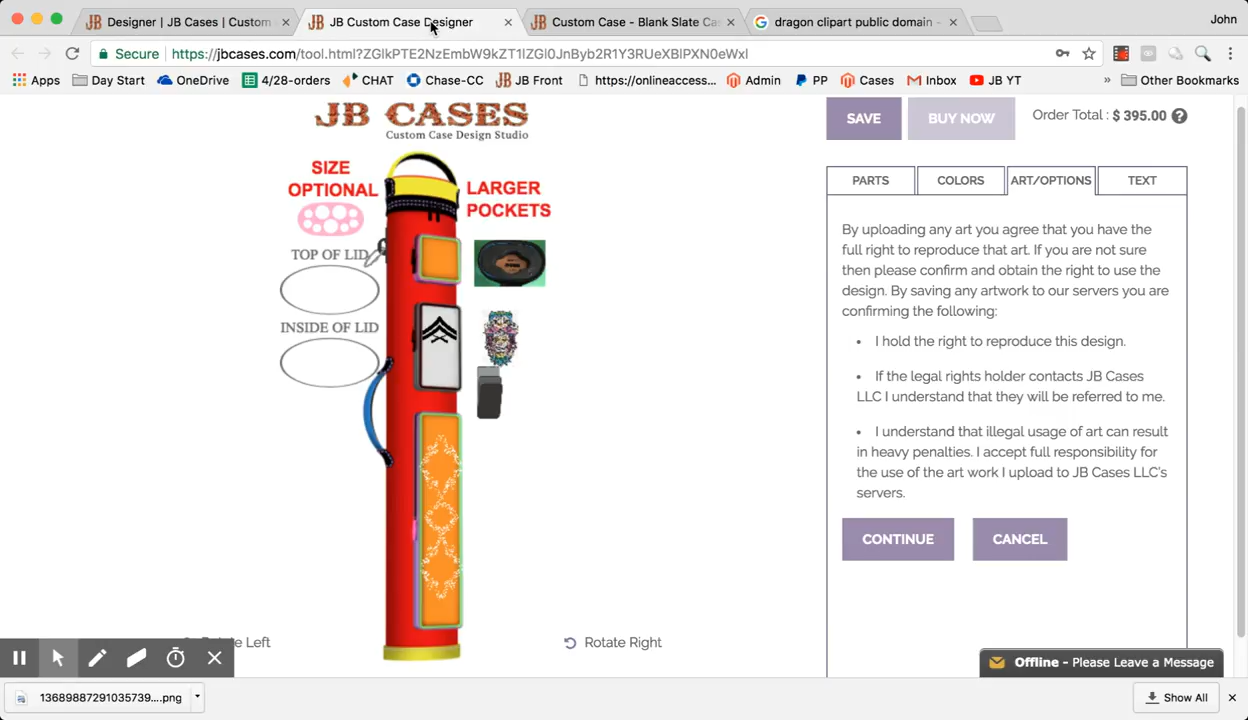 Designer | JB Cases | Custom
JB Custom Case Designer
Custom Case - Blank Slate Cas
dragon clipart public domain -
John
Secure
https://jbcases.com/tool.html?ZGlkPTE2NzEmbW9kZT1lZGl0JnByb2R1Y3RUeXBlPXN0eWxl
Apps
Day Start
OneDrive
4/28-orders
CHAT
Chase-CC
JB Front
https://onlineaccess...
Admin
PP
Cases
Inbox
JB YT
»
Other Bookmarks
JB CASES
Custom Case Design Studio
SIZE
OPTIONAL
LARGER
POCKETS
TOP OF LID
INSIDE OF LID
Rotate Right
SAVE
BUY NOW
Order Total : $ 395.00
PARTS
COLORS
ART/OPTIONS
TEXT
By uploading any art you agree that you have the
full right to reproduce that art. If you are not sure
then please confirm and obtain the right to use the
design. By saving any artwork to our servers you are
confirming the following:
• I hold the right to reproduce this design.
• If the legal rights holder contacts JB Cases
LLC I understand that they will be referred to me.
• I understand that illegal usage of art can result
in heavy penalties. I accept full responsibility for
the use of the art work I upload to JB Cases LLC's
servers.
CONTINUE
CANCEL
Left
Offline - Please Leave a Message
13689887291035739....png
Show All